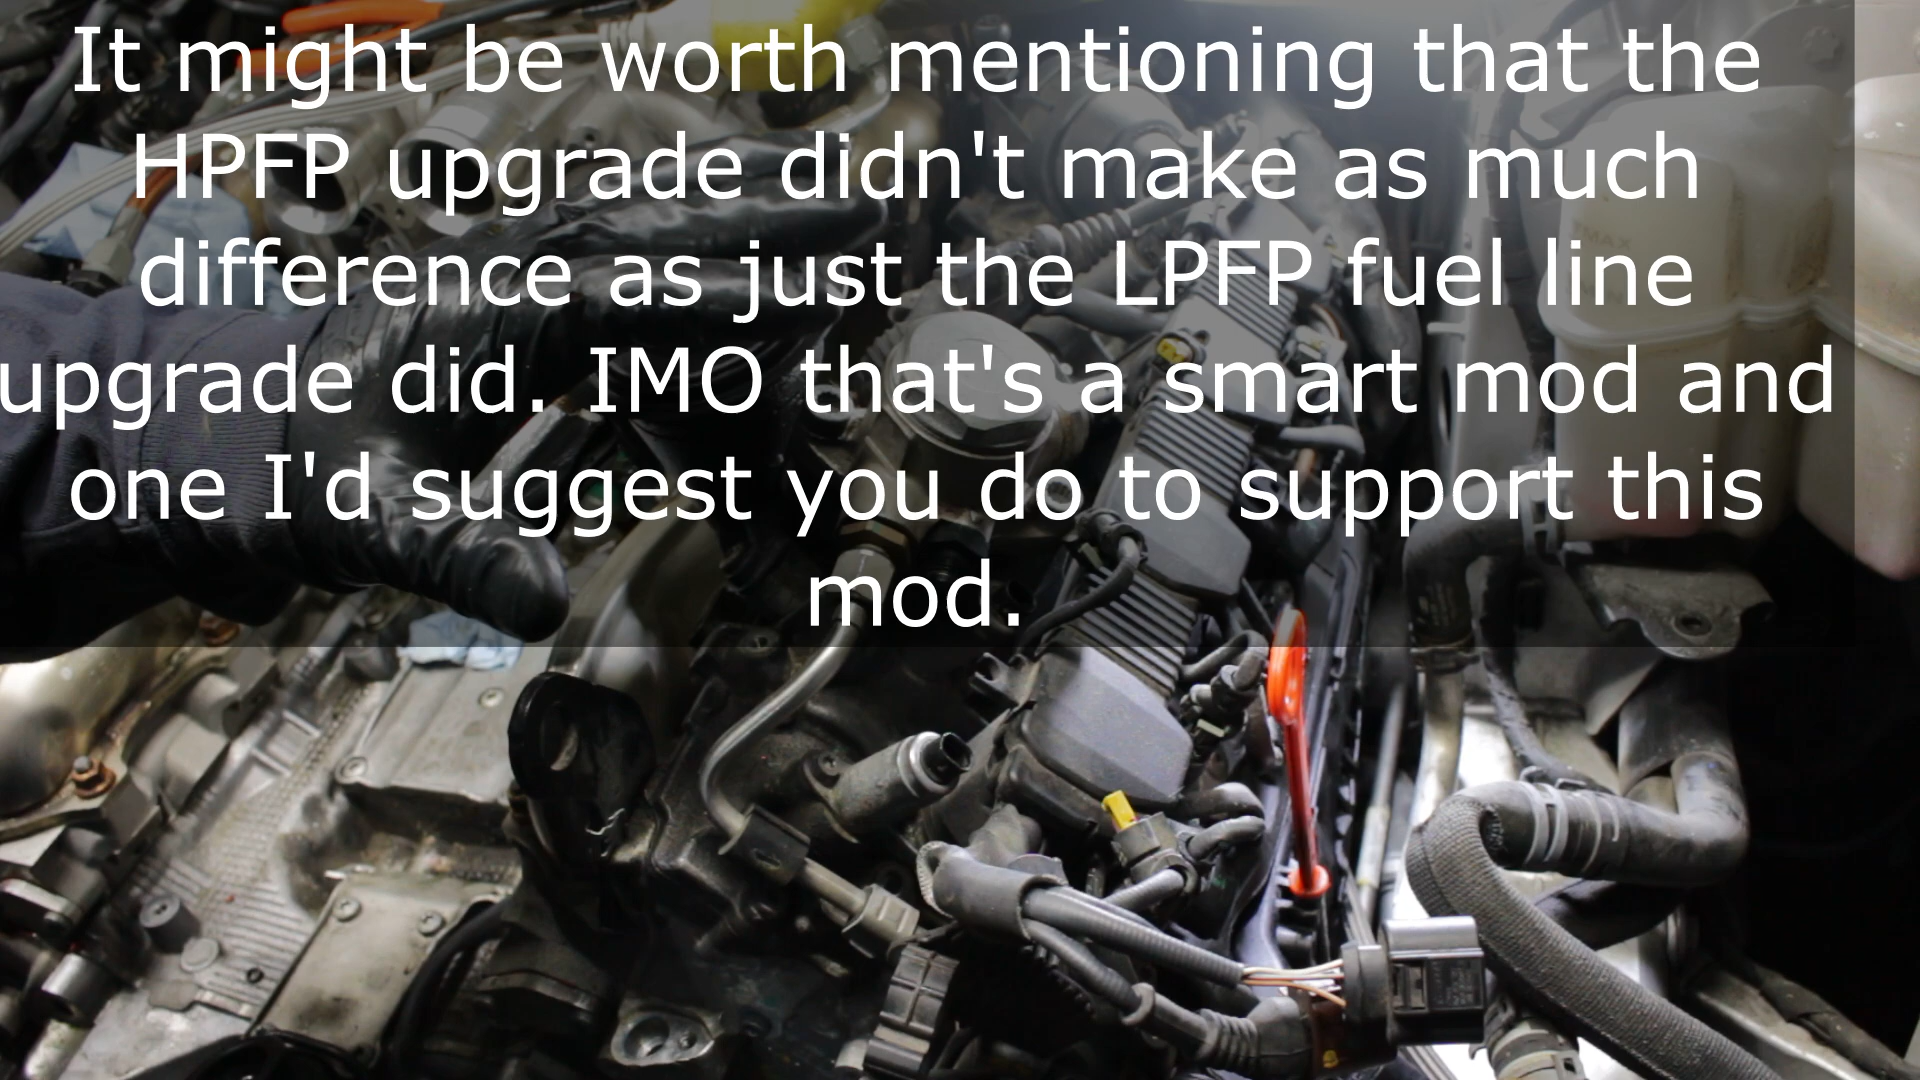 It might be worth mentioning that the
HPFP upgrade didn't make as much
difference as just the LPFP fuel line
upgrade did. IMO that's a smart mod and
one I'd suggest you do to support this
mod.